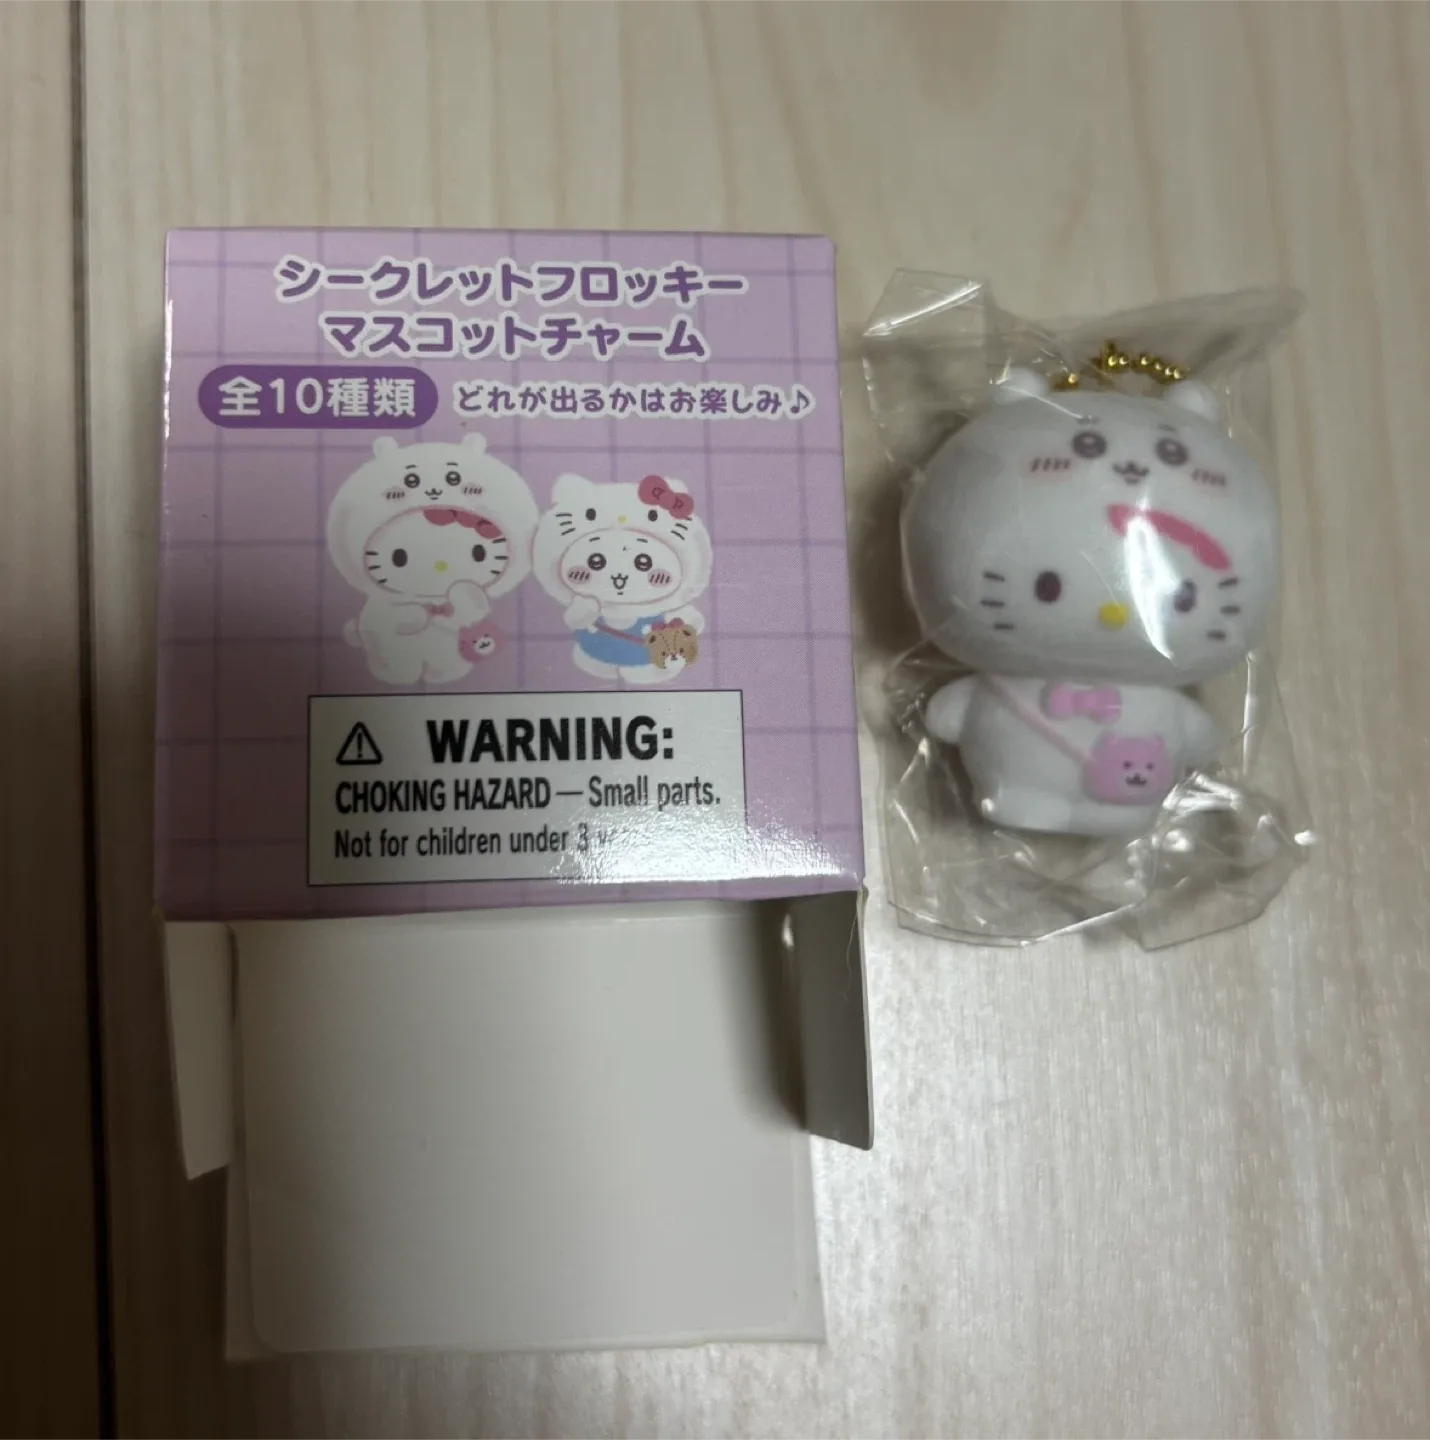 シークレットフロッキー
マスコットチャーム
全10種類 どれが出るかはお楽しみ♪
WARNING:
CHOKING HAZARD — Small parts.
Not for children under 3